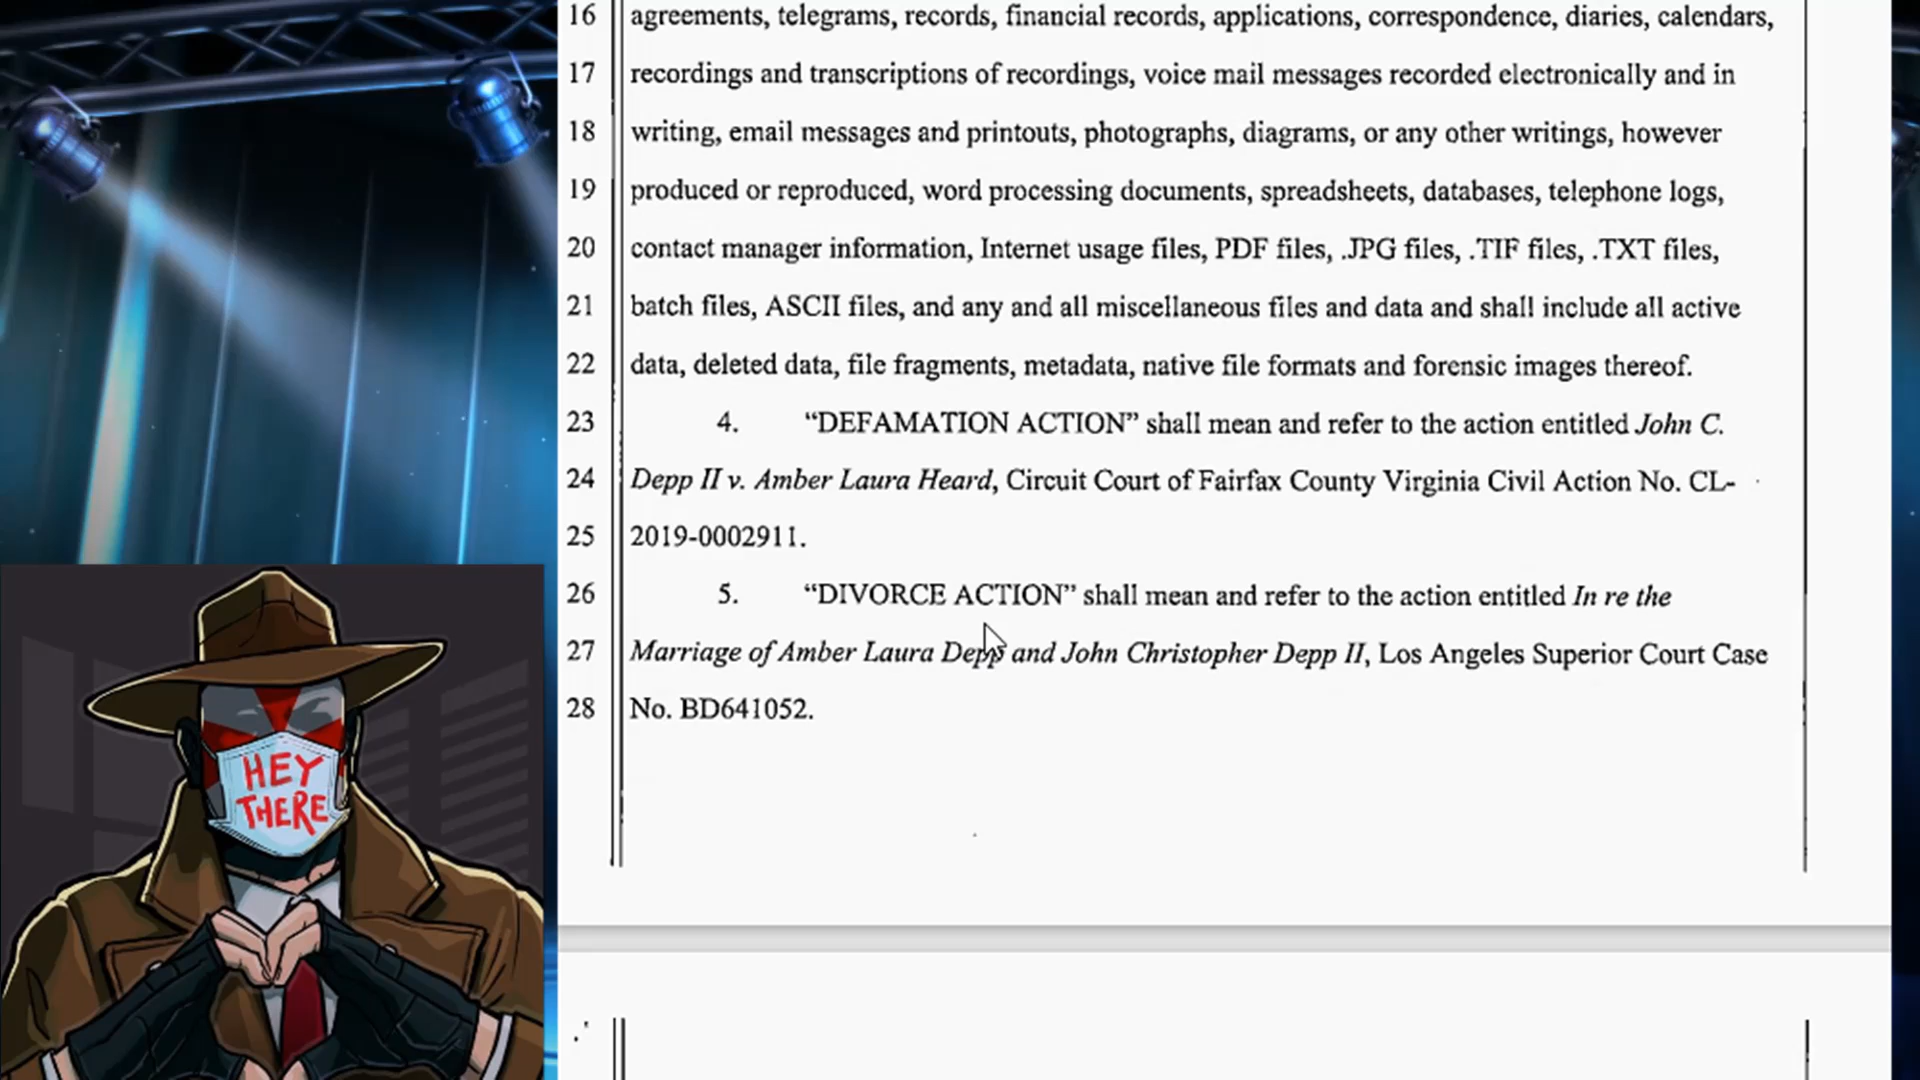 16 agreements, telegrams, records, financial records, applications, correspondence, diaries, calendars,
17 recordings and transcriptions of recordings, voice mail messages recorded electronically and in
18 writing, email messages and printouts, photographs, diagrams, or any other writings, however
19 produced or reproduced, word processing documents, spreadsheets, databases, telephone logs,
20 contact manager information, Internet usage files, PDF files, .JPG files, .TIF files, .TXT files,
21 batch files, ASCII files, and any and all miscellaneous files and data and shall include all active
22 data, deleted data, file fragments, metadata, native file formats and forensic images thereof.
23 4. “DEFAMATION ACTION” shall mean and refer to the action entitled John C.
24 Depp II v. Amber Laura Heard, Circuit Court of Fairfax County Virginia Civil Action No. CL-
25 2019-0002911.
26 5. “DIVORCE ACTION” shall mean and refer to the action entitled In re the
27 Marriage of Amber Laura Depp and John Christopher Depp II, Los Angeles Superior Court Case
28 No. BD641052.
HEY
THERE